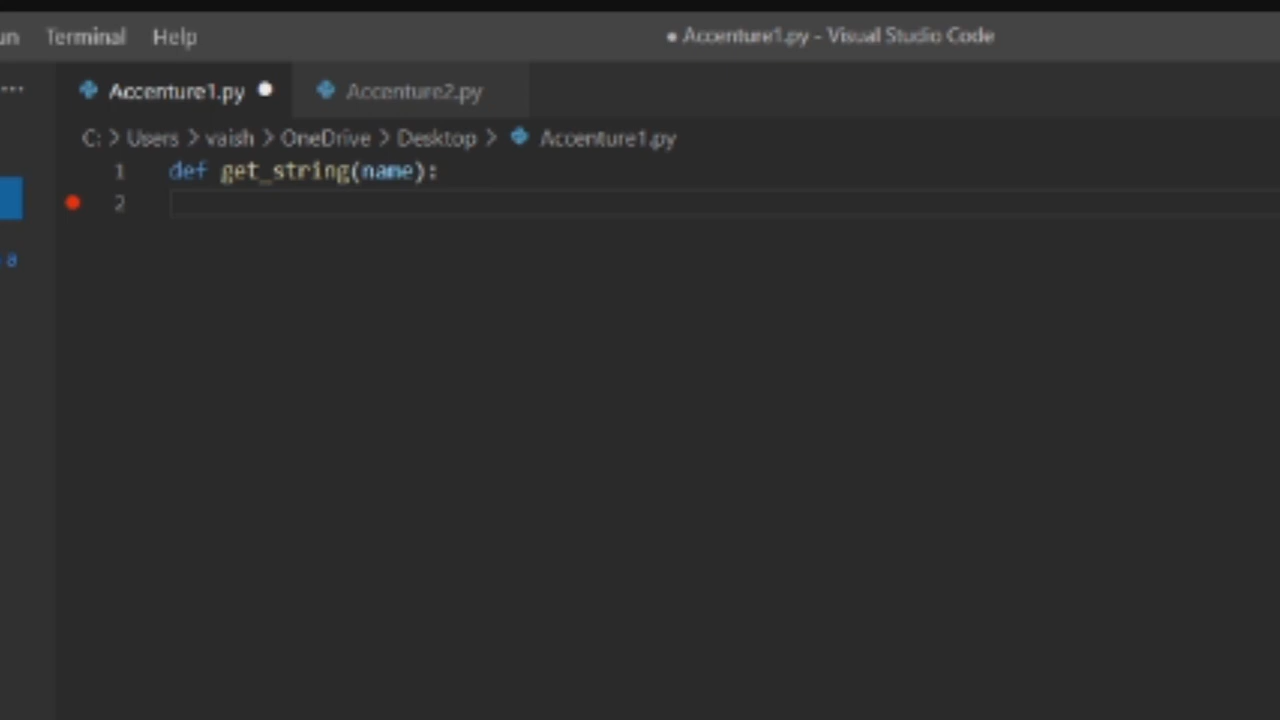 Terminal Help ● Accenture1.py - Visual Studio Code
... Accenture1.py ● Accenture2.py
C: > Users > vaish > OneDrive > Desktop > Accenture1.py
1 def get_string(name):
2
8